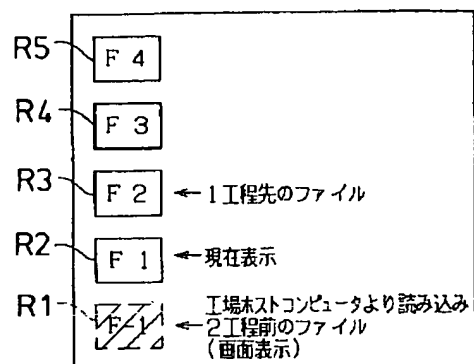 R5 F 4
R4 F 3
R3 F 2 ←1工程先のファイル
R2 F 1 ←現在表示
R1 F-1 工場ホストコンピュータより読み込み
←2工程前のファイル
(画面表示)